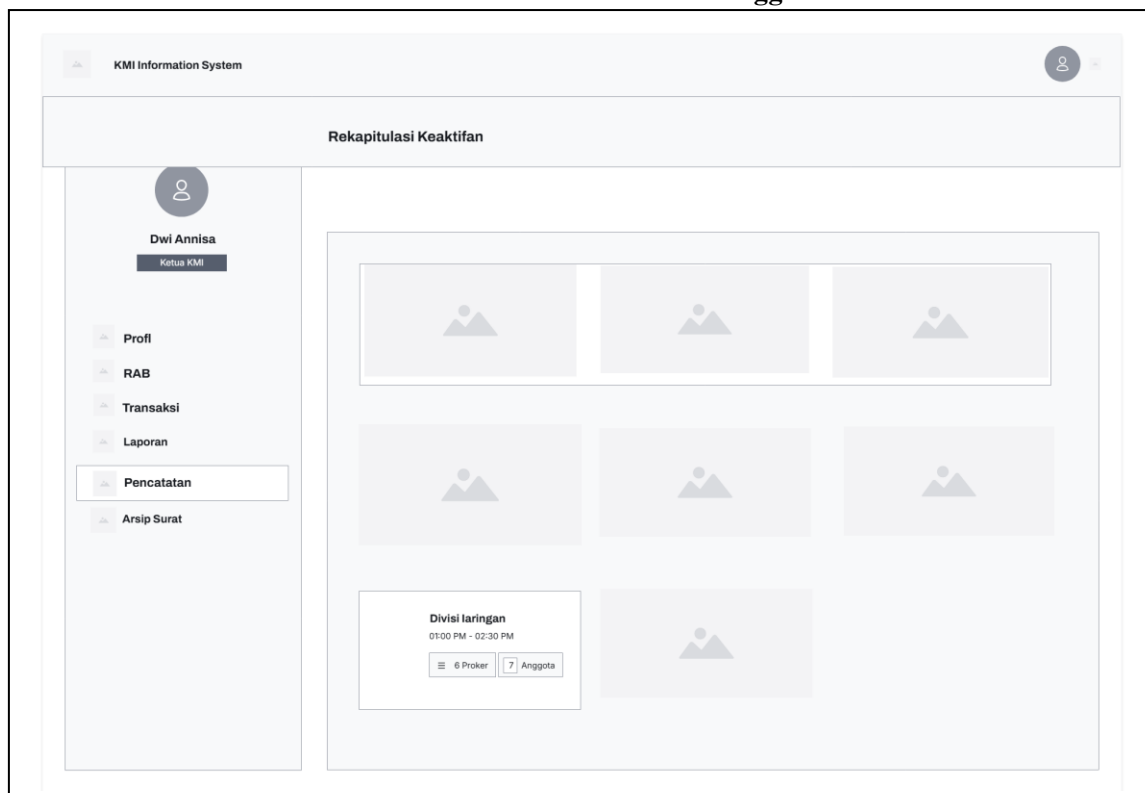 gg
KMI Information System
Rekapitulasi Keaktifan
Dwi Annisa
Ketua KMI
Profl
RAB
Transaksi
Laporan
Pencatatan
Arsip Surat
Divisi laringan
01:00 PM - 02:30 PM
6 Proker 7 Anggota